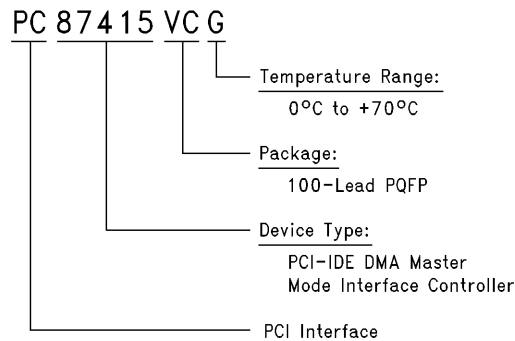 PC 87415 VC G
Temperature Range:
0°C to +70°C
Package:
100-Lead PQFP
Device Type:
PCI-IDE DMA Master
Mode Interface Controller
PCI Interface